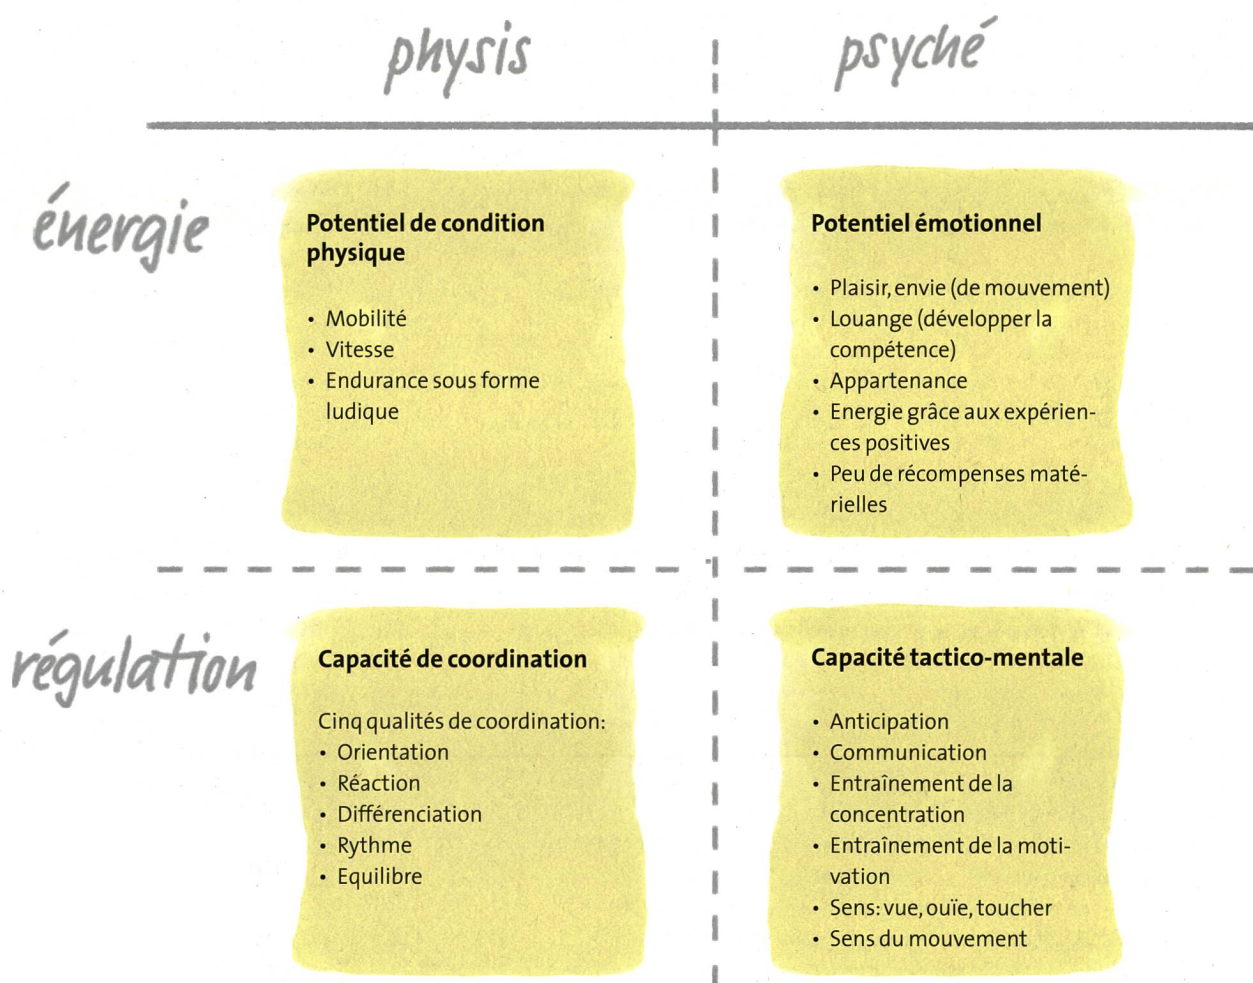 physis
psyché
énergie
Potentiel de condition
physique
• Mobilité
• Vitesse
• Endurance sous forme
ludique
Potentiel émotionnel
• Plaisir, envie (de mouvement)
• Louange (développer la
compétence)
• Appartenance
• Energie grâce aux expérien-
ces positives
• Peu de récompenses maté-
rielles
régulation
Capacité de coordination
Cinq qualités de coordination:
• Orientation
• Réaction
• Différenciation
• Rythme
• Equilibre
Capacité tactico-mentale
• Anticipation
• Communication
• Entraînement de la
concentration
• Entraînement de la moti-
vation
• Sens: vue, ouïe, toucher
• Sens du mouvement